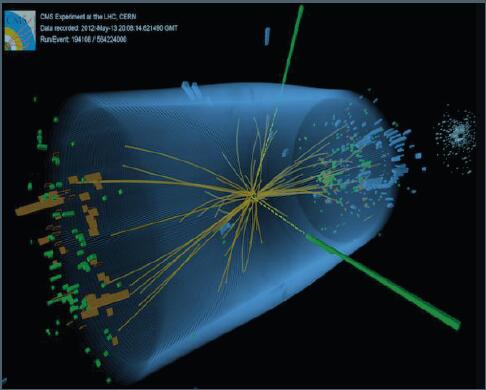 CMS
CMS Experiment at the LHC, CERN
Data recorded: 2012-May-13 20:08:14.621490 GMT
Run/Event: 194108 / 564224000